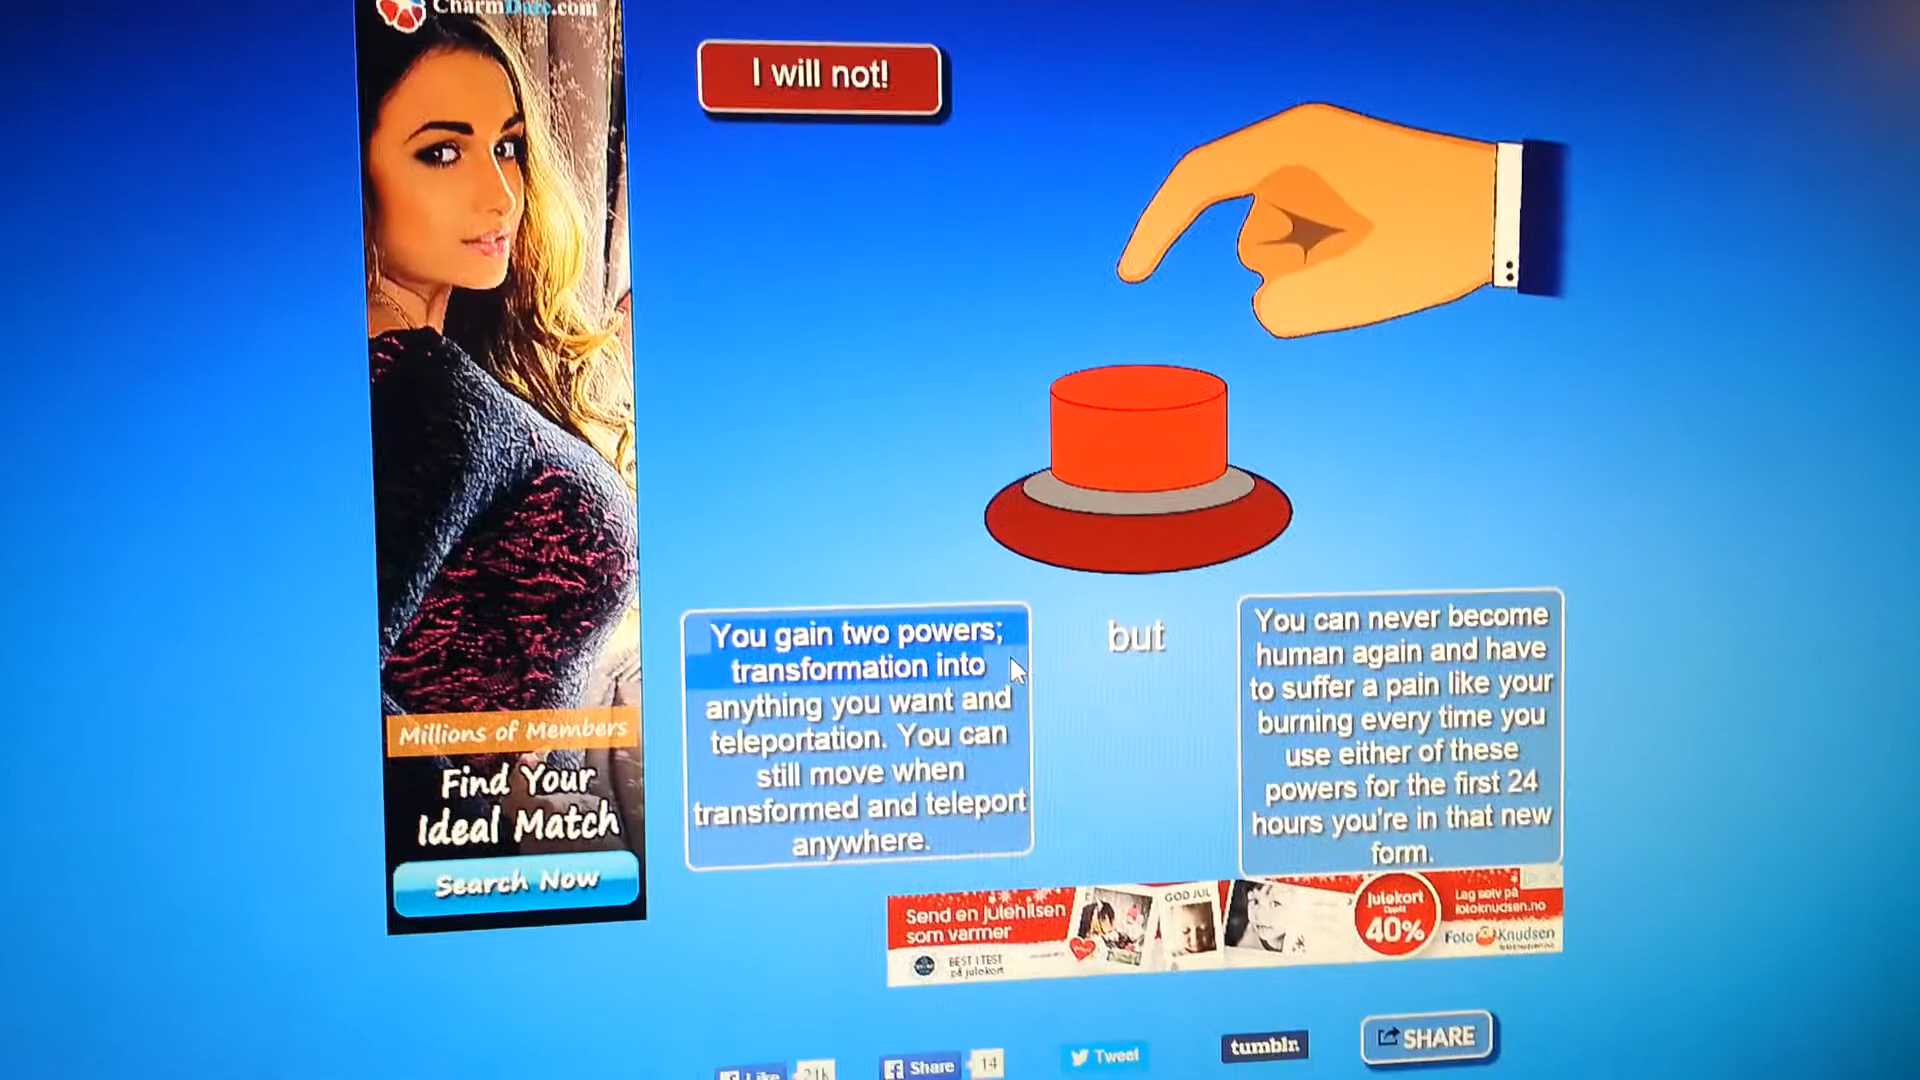 CharmDate.com
I will not!
You gain two powers;
transformation into
anything you want and
teleportation. You can
still move when
transformed and teleport
anywhere.
but
You can never become
human again and have
to suffer a pain like your
burning every time you
use either of these
powers for the first 24
hours you're in that new
form.
Millions of Members
Find Your
Ideal Match
Search Now
Send en julehilsen
som varmer
BEST I TEST
på julekort
GOD JUL
Julekort
40%
Lag selv på
fotoknudsen.no
Foto Knudsen
Like
21k
Share
14
Tweet
tumblr.
SHARE